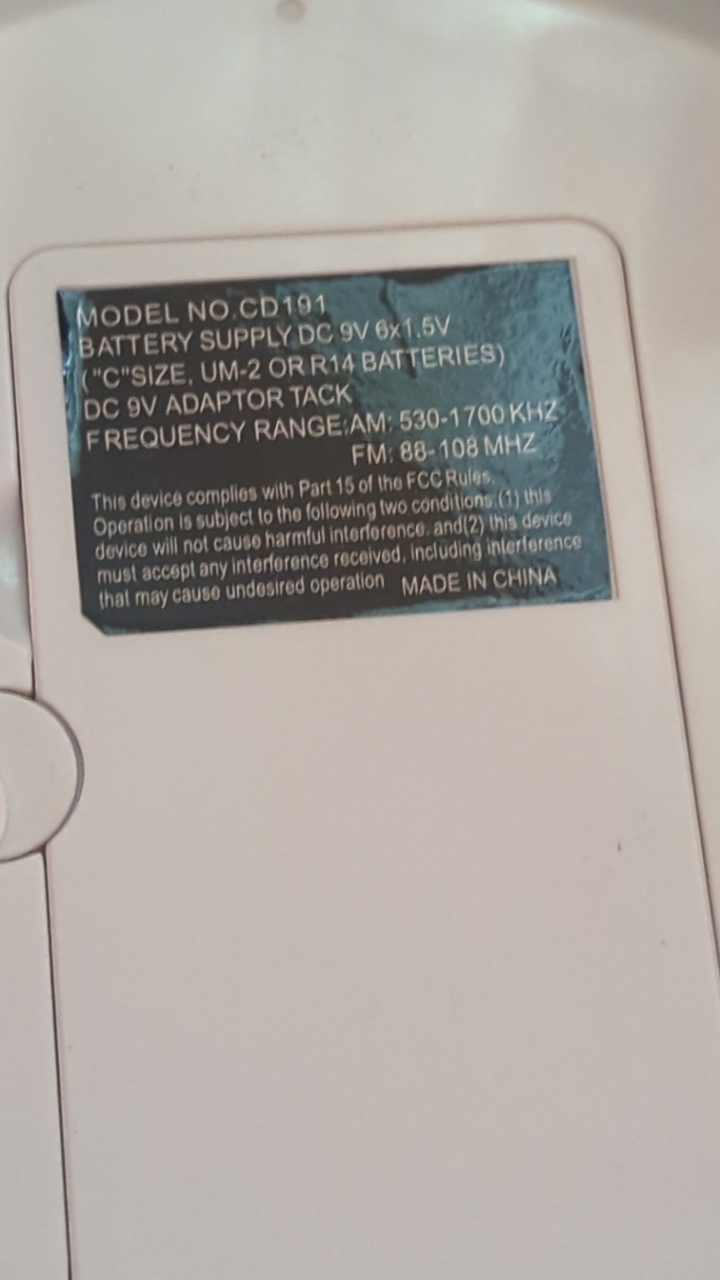 MODEL NO.CD191
BATTERY SUPPLY DC 9V 6x1.5V
("C"SIZE, UM-2 OR R14 BATTERIES)
DC 9V ADAPTOR TACK
FREQUENCY RANGE:AM: 530-1700 KHZ
FM: 88-108 MHZ
This device complies with Part 15 of the FCC Rules.
Operation is subject to the following two conditions:(1) this
device will not cause harmful interference. and(2) this device
must accept any interference received, including interference
that may cause undesired operation MADE IN CHINA